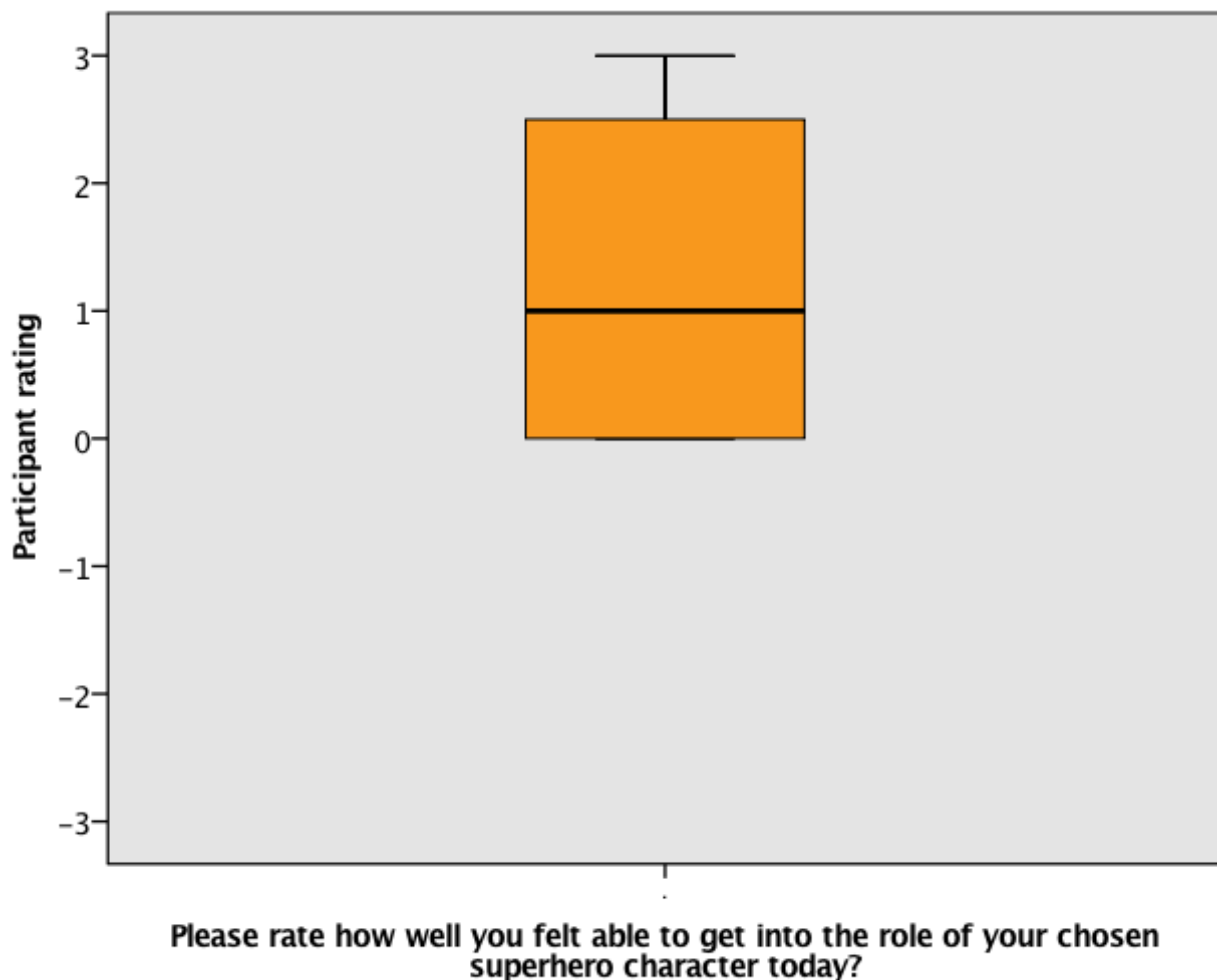 3
2
1
0
−1
−2
−3
Participant rating
Please rate how well you felt able to get into the role of your chosen
superhero character today?